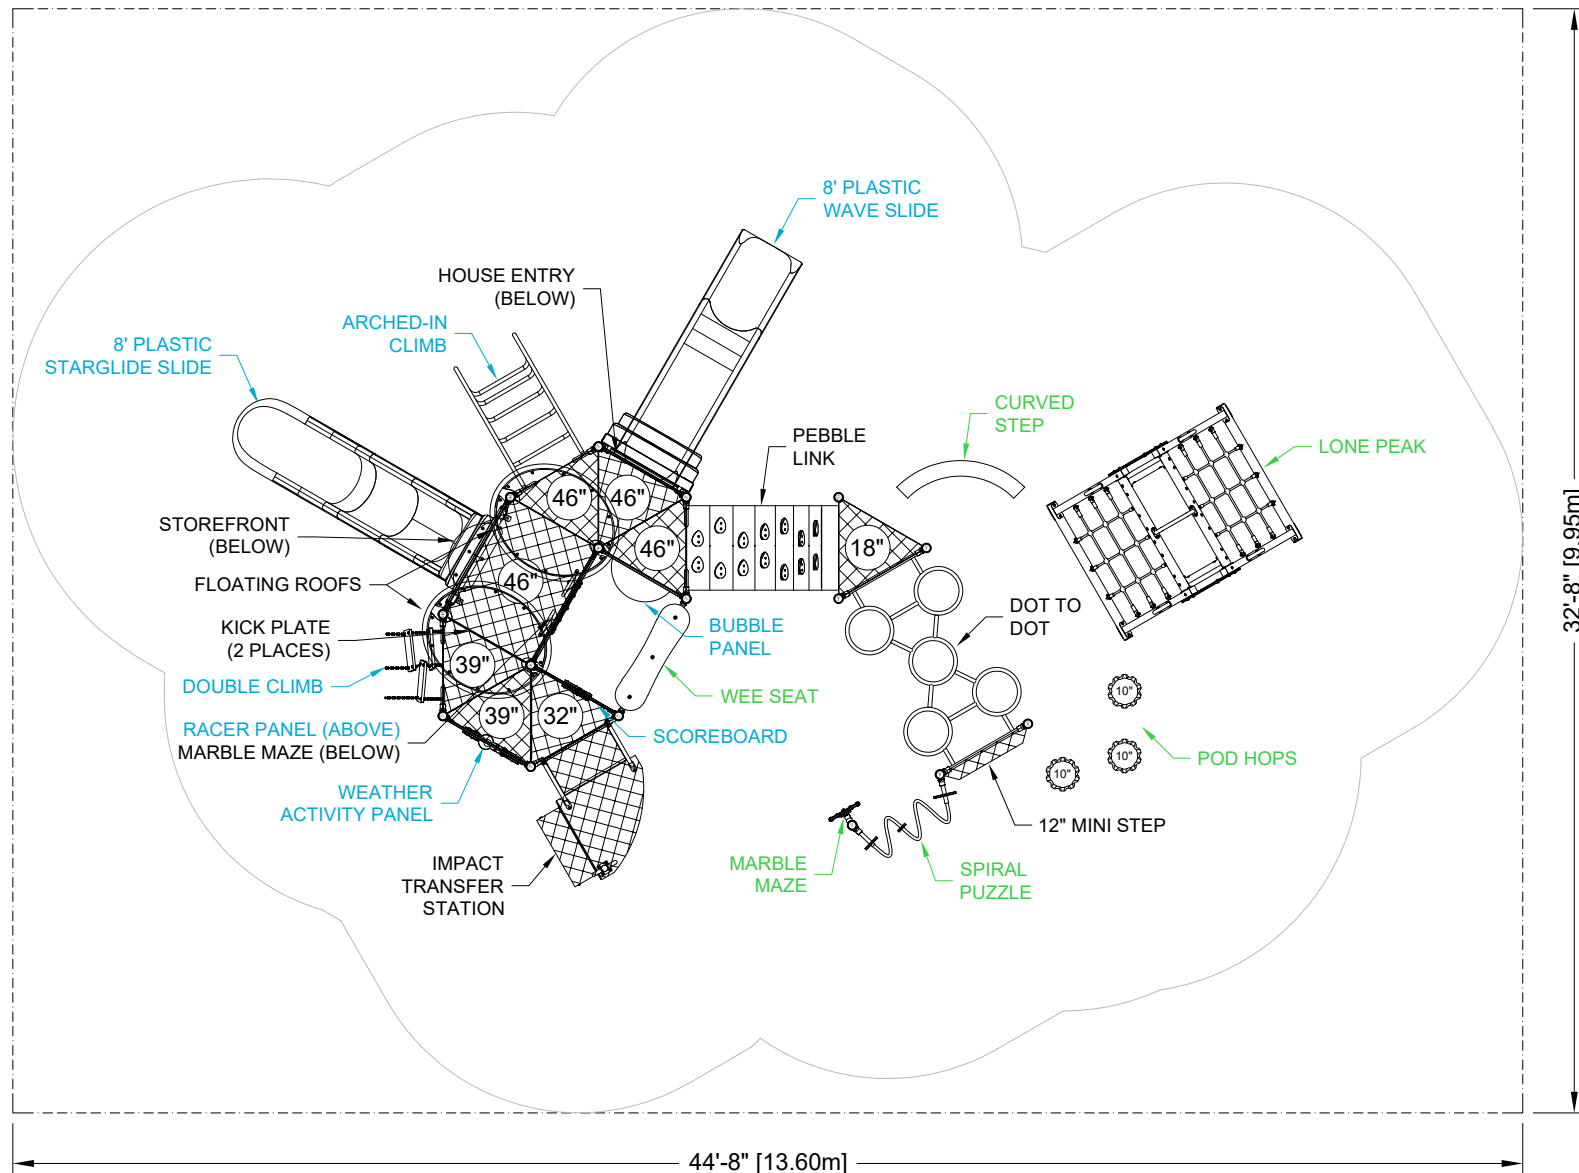 8' PLASTIC
WAVE SLIDE
HOUSE ENTRY
(BELOW)
ARCHED-IN
CLIMB
8' PLASTIC
STARGLIDE SLIDE
CURVED
STEP
PEBBLE
LINK
LONE PEAK
46"
46"
46"
18"
STOREFRONT
(BELOW)
46"
FLOATING ROOFS
KICK PLATE
(2 PLACES)
39"
DOUBLE CLIMB
BUBBLE
PANEL
DOT TO
DOT
WEE SEAT
10"
39"
32"
RACER PANEL (ABOVE)
MARBLE MAZE (BELOW)
SCOREBOARD
10"
10"
POD HOPS
WEATHER
ACTIVITY PANEL
12" MINI STEP
IMPACT
TRANSFER
STATION
MARBLE
MAZE
SPIRAL
PUZZLE
32'-8" [9.95m]
44'-8" [13.60m]